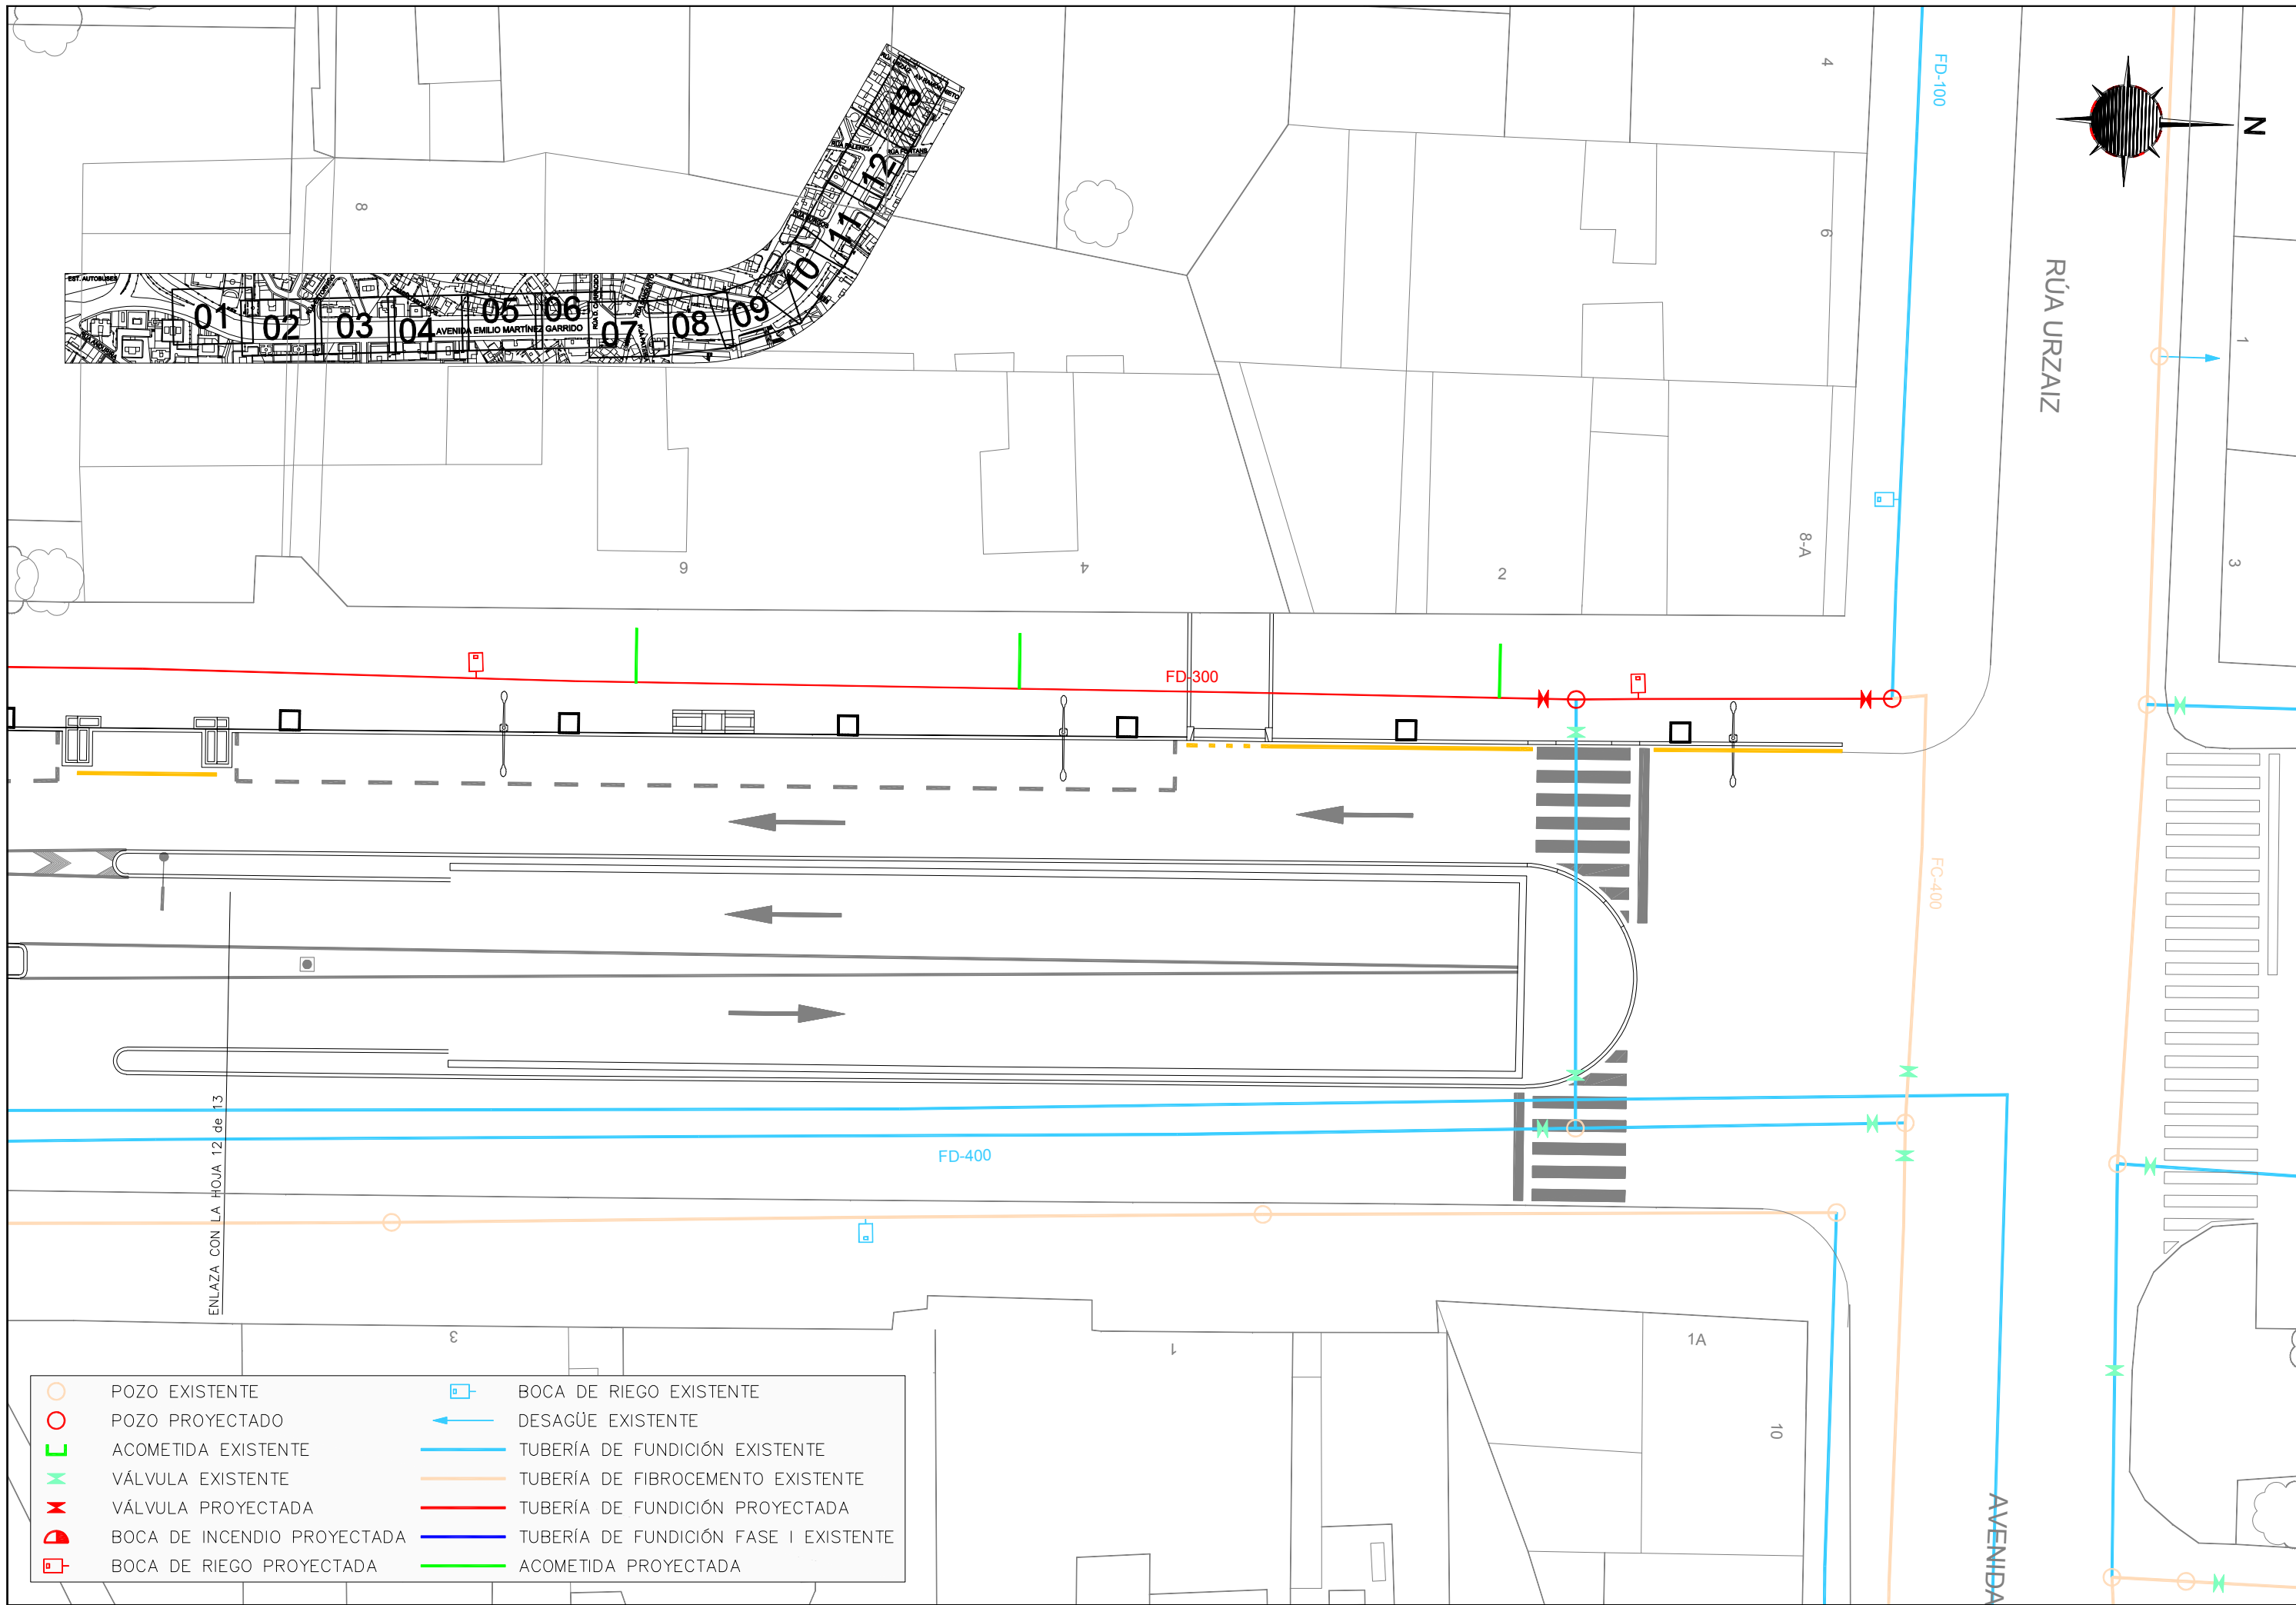 4
FD-100
N
13
12
11
10
RÚA PALENCIA
8
6
RÚA URZAIZ
EST. AUTOBUSES
01
02
03
04
05
06
07
08
09
AVENIDA EMILIO MARTÍNEZ GARRIDO
1
8-A
3
6
4
2
FD-300
FC-400
FD-400
ENLAZA CON LA HOJA 12 de 13
3
1
1A
10
AVENIDA
POZO EXISTENTE
POZO PROYECTADO
ACOMETIDA EXISTENTE
VÁLVULA EXISTENTE
VÁLVULA PROYECTADA
BOCA DE INCENDIO PROYECTADA
BOCA DE RIEGO PROYECTADA
BOCA DE RIEGO EXISTENTE
DESAGÜE EXISTENTE
TUBERÍA DE FUNDICIÓN EXISTENTE
TUBERÍA DE FIBROCEMENTO EXISTENTE
TUBERÍA DE FUNDICIÓN PROYECTADA
TUBERÍA DE FUNDICIÓN FASE I EXISTENTE
ACOMETIDA PROYECTADA